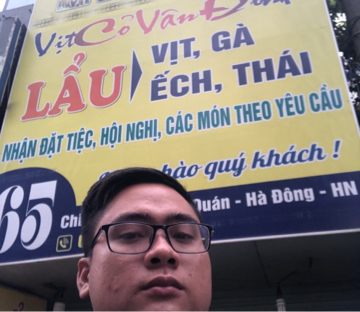 Vịt Cỏ Vân Đình
LẨU VỊT, GÀ
ẾCH, THÁI
NHẬN ĐẶT TIỆC, HỘI NGHỊ, CÁC MÓN THEO YÊU CẦU
hào quý khách !
65
Quán - Hà Đông - HN